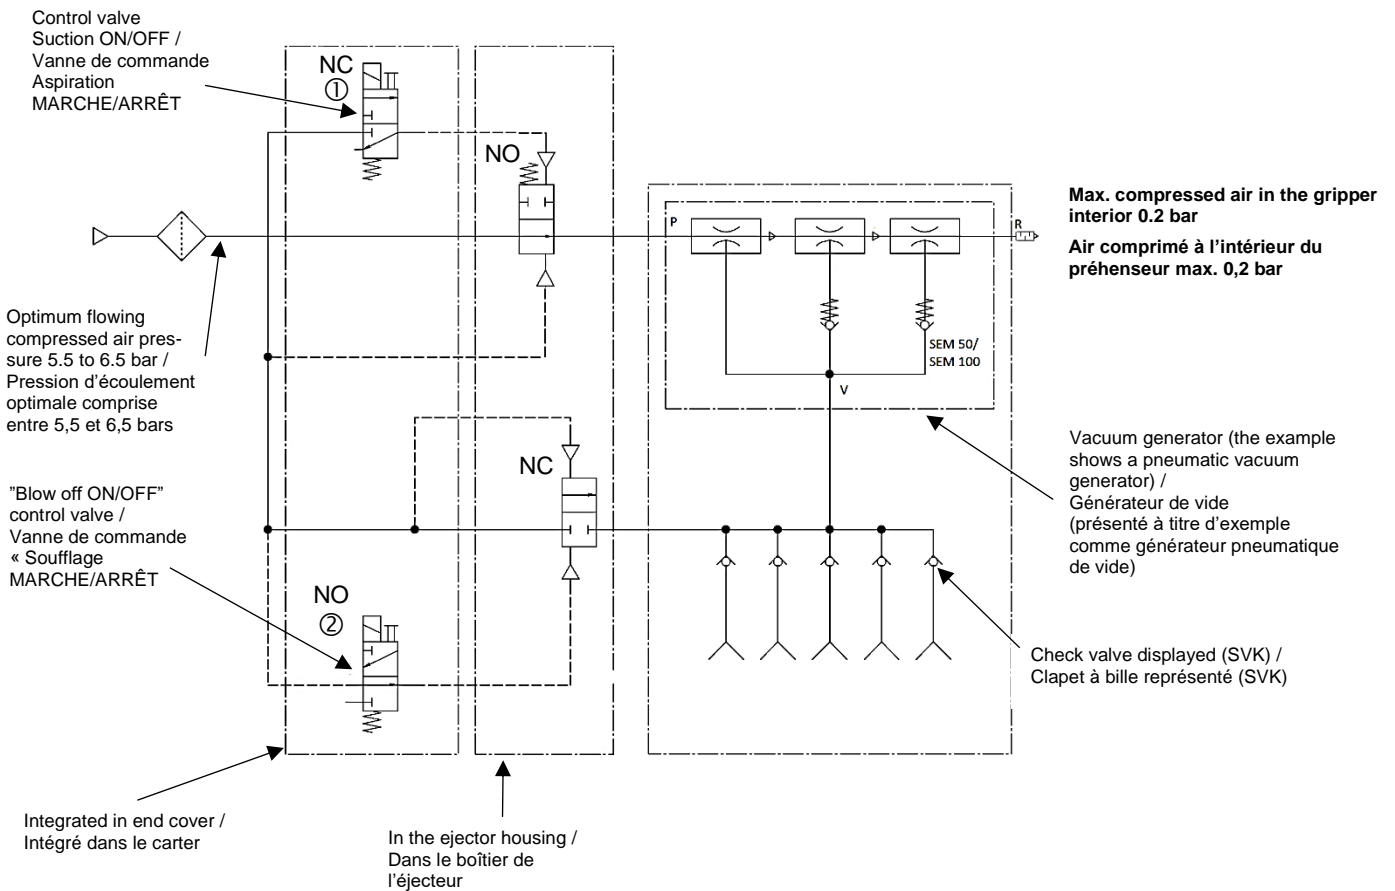 Control valve
Suction ON/OFF /
Vanne de commande
Aspiration
MARCHE/ARRÊT
NC
①
NO
P
R
Max. compressed air in the gripper
interior 0.2 bar
Air comprimé à l’intérieur du
préhenseur max. 0,2 bar
Optimum flowing
compressed air pres-
sure 5.5 to 6.5 bar /
Pression d’écoulement
optimale comprise
entre 5,5 et 6,5 bars
SEM 50/
SEM 100
V
Vacuum generator (the example
shows a pneumatic vacuum
generator) /
Générateur de vide
(présenté à titre d’exemple
comme générateur pneumatique
de vide)
NC
”Blow off ON/OFF”
control valve /
Vanne de commande
« Soufflage
MARCHE/ARRÊT
NO
②
Check valve displayed (SVK) /
Clapet à bille représenté (SVK)
Integrated in end cover /
Intégré dans le carter
In the ejector housing /
Dans le boîtier de
l’éjecteur